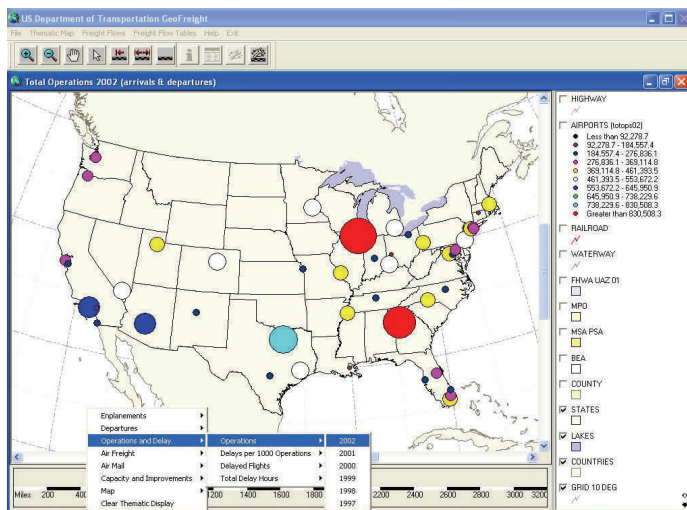 US Department of Transportation GeoFreight
File Thematic Map Freight Flows Freight Flow Tables Help Exit
Total Operations 2002 (arrivals & departures)
HIGHWAY
AIRPORTS (totops02)
Less than 92,278.7
92,278.7 - 184,557.4
184,557.4 - 276,836.1
276,836.1 - 369,114.8
369,114.8 - 461,393.5
461,393.5 - 553,672.2
553,672.2 - 645,950.9
645,950.9 - 738,229.6
738,229.6 - 830,508.3
Greater than 830,508.3
RAILROAD
WATERWAY
FHWA UAZ 01
MPO
MSA PSA
BEA
COUNTY
STATES
LAKES
COUNTRIES
GRID 10 DEG
Enplanements
Departures
Operations and Delay
Air Freight
Air Mail
Capacity and Improvements
Map
Clear Thematic Display
Operations
Delays per 1000 Operations
Delayed Flights
Total Delay Hours
2002
2001
2000
1999
1998
1997
Miles 200 400 1200 1400 1600 1800 2200 2400 2600 2800 3000 3200